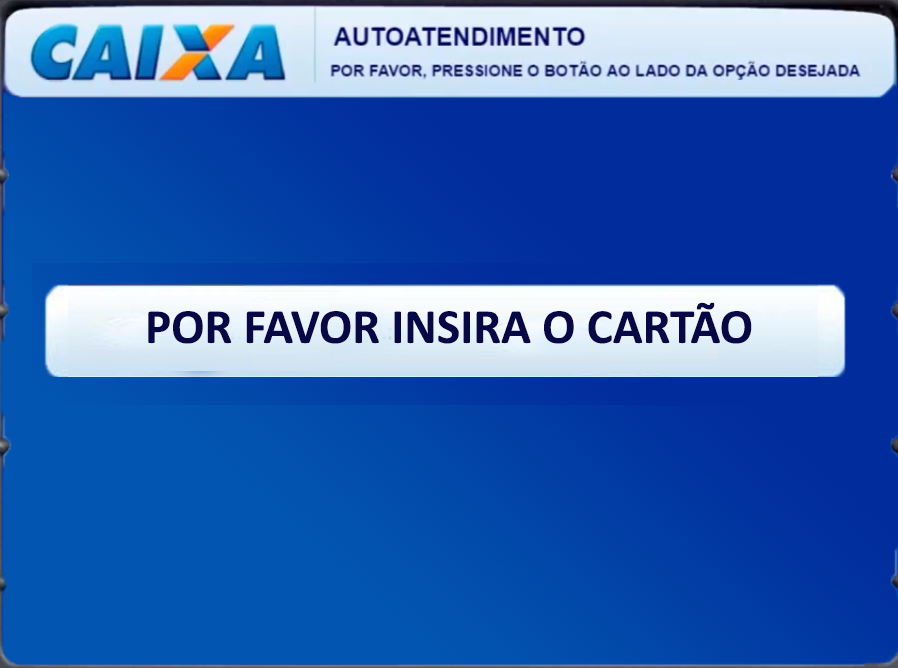 CAIXA
AUTOATENDIMENTO
POR FAVOR, PRESSIONE O BOTÃO AO LADO DA OPÇÃO DESEJADA
POR FAVOR INSIRA O CARTÃO